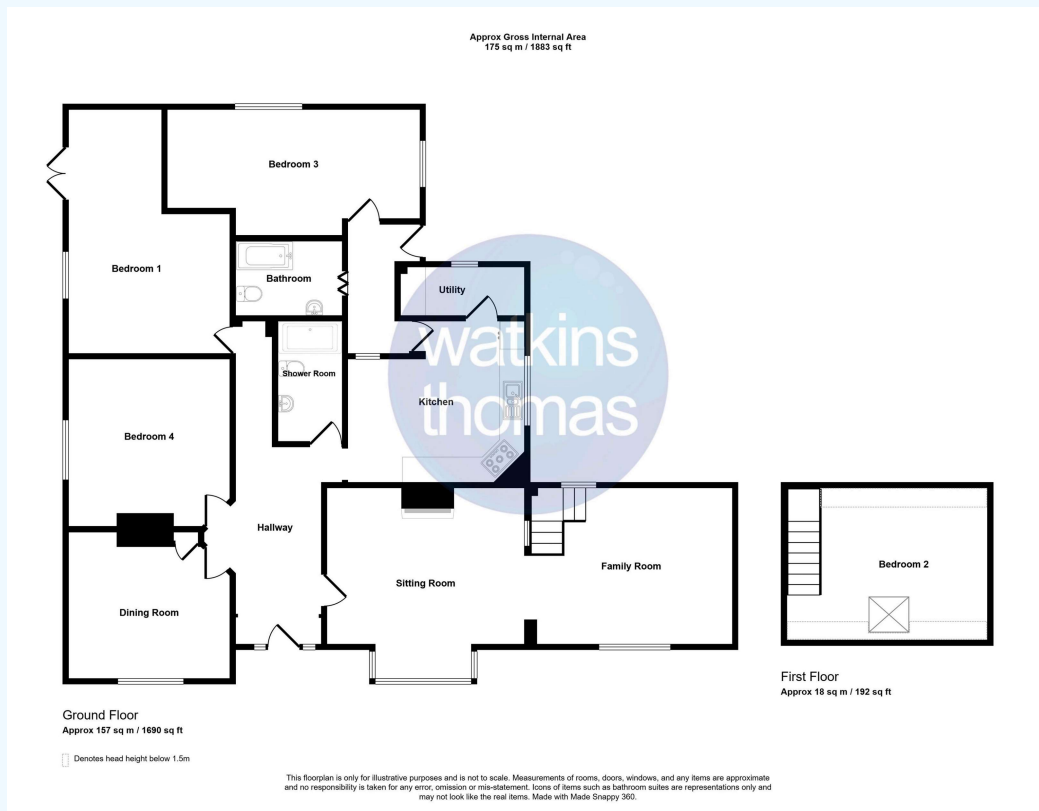 Approx Gross Internal Area
175 sq m / 1883 sq ft
Bedroom 3
Bedroom 1
Bathroom
Utility
watkins
thomas
Shower Room
Kitchen
Bedroom 4
Hallway
Sitting Room
Family Room
Dining Room
Bedroom 2
First Floor
Approx 18 sq m / 192 sq ft
Ground Floor
Approx 157 sq m / 1690 sq ft
Denotes head height below 1.5m
This floorplan is only for illustrative purposes and is not to scale. Measurements of rooms, doors, windows, and any items are approximate
and no responsibility is taken for any error, omission or mis-statement. Icons of items such as bathroom suites are representations only and
may not look like the real items. Made with Made Snappy 360.